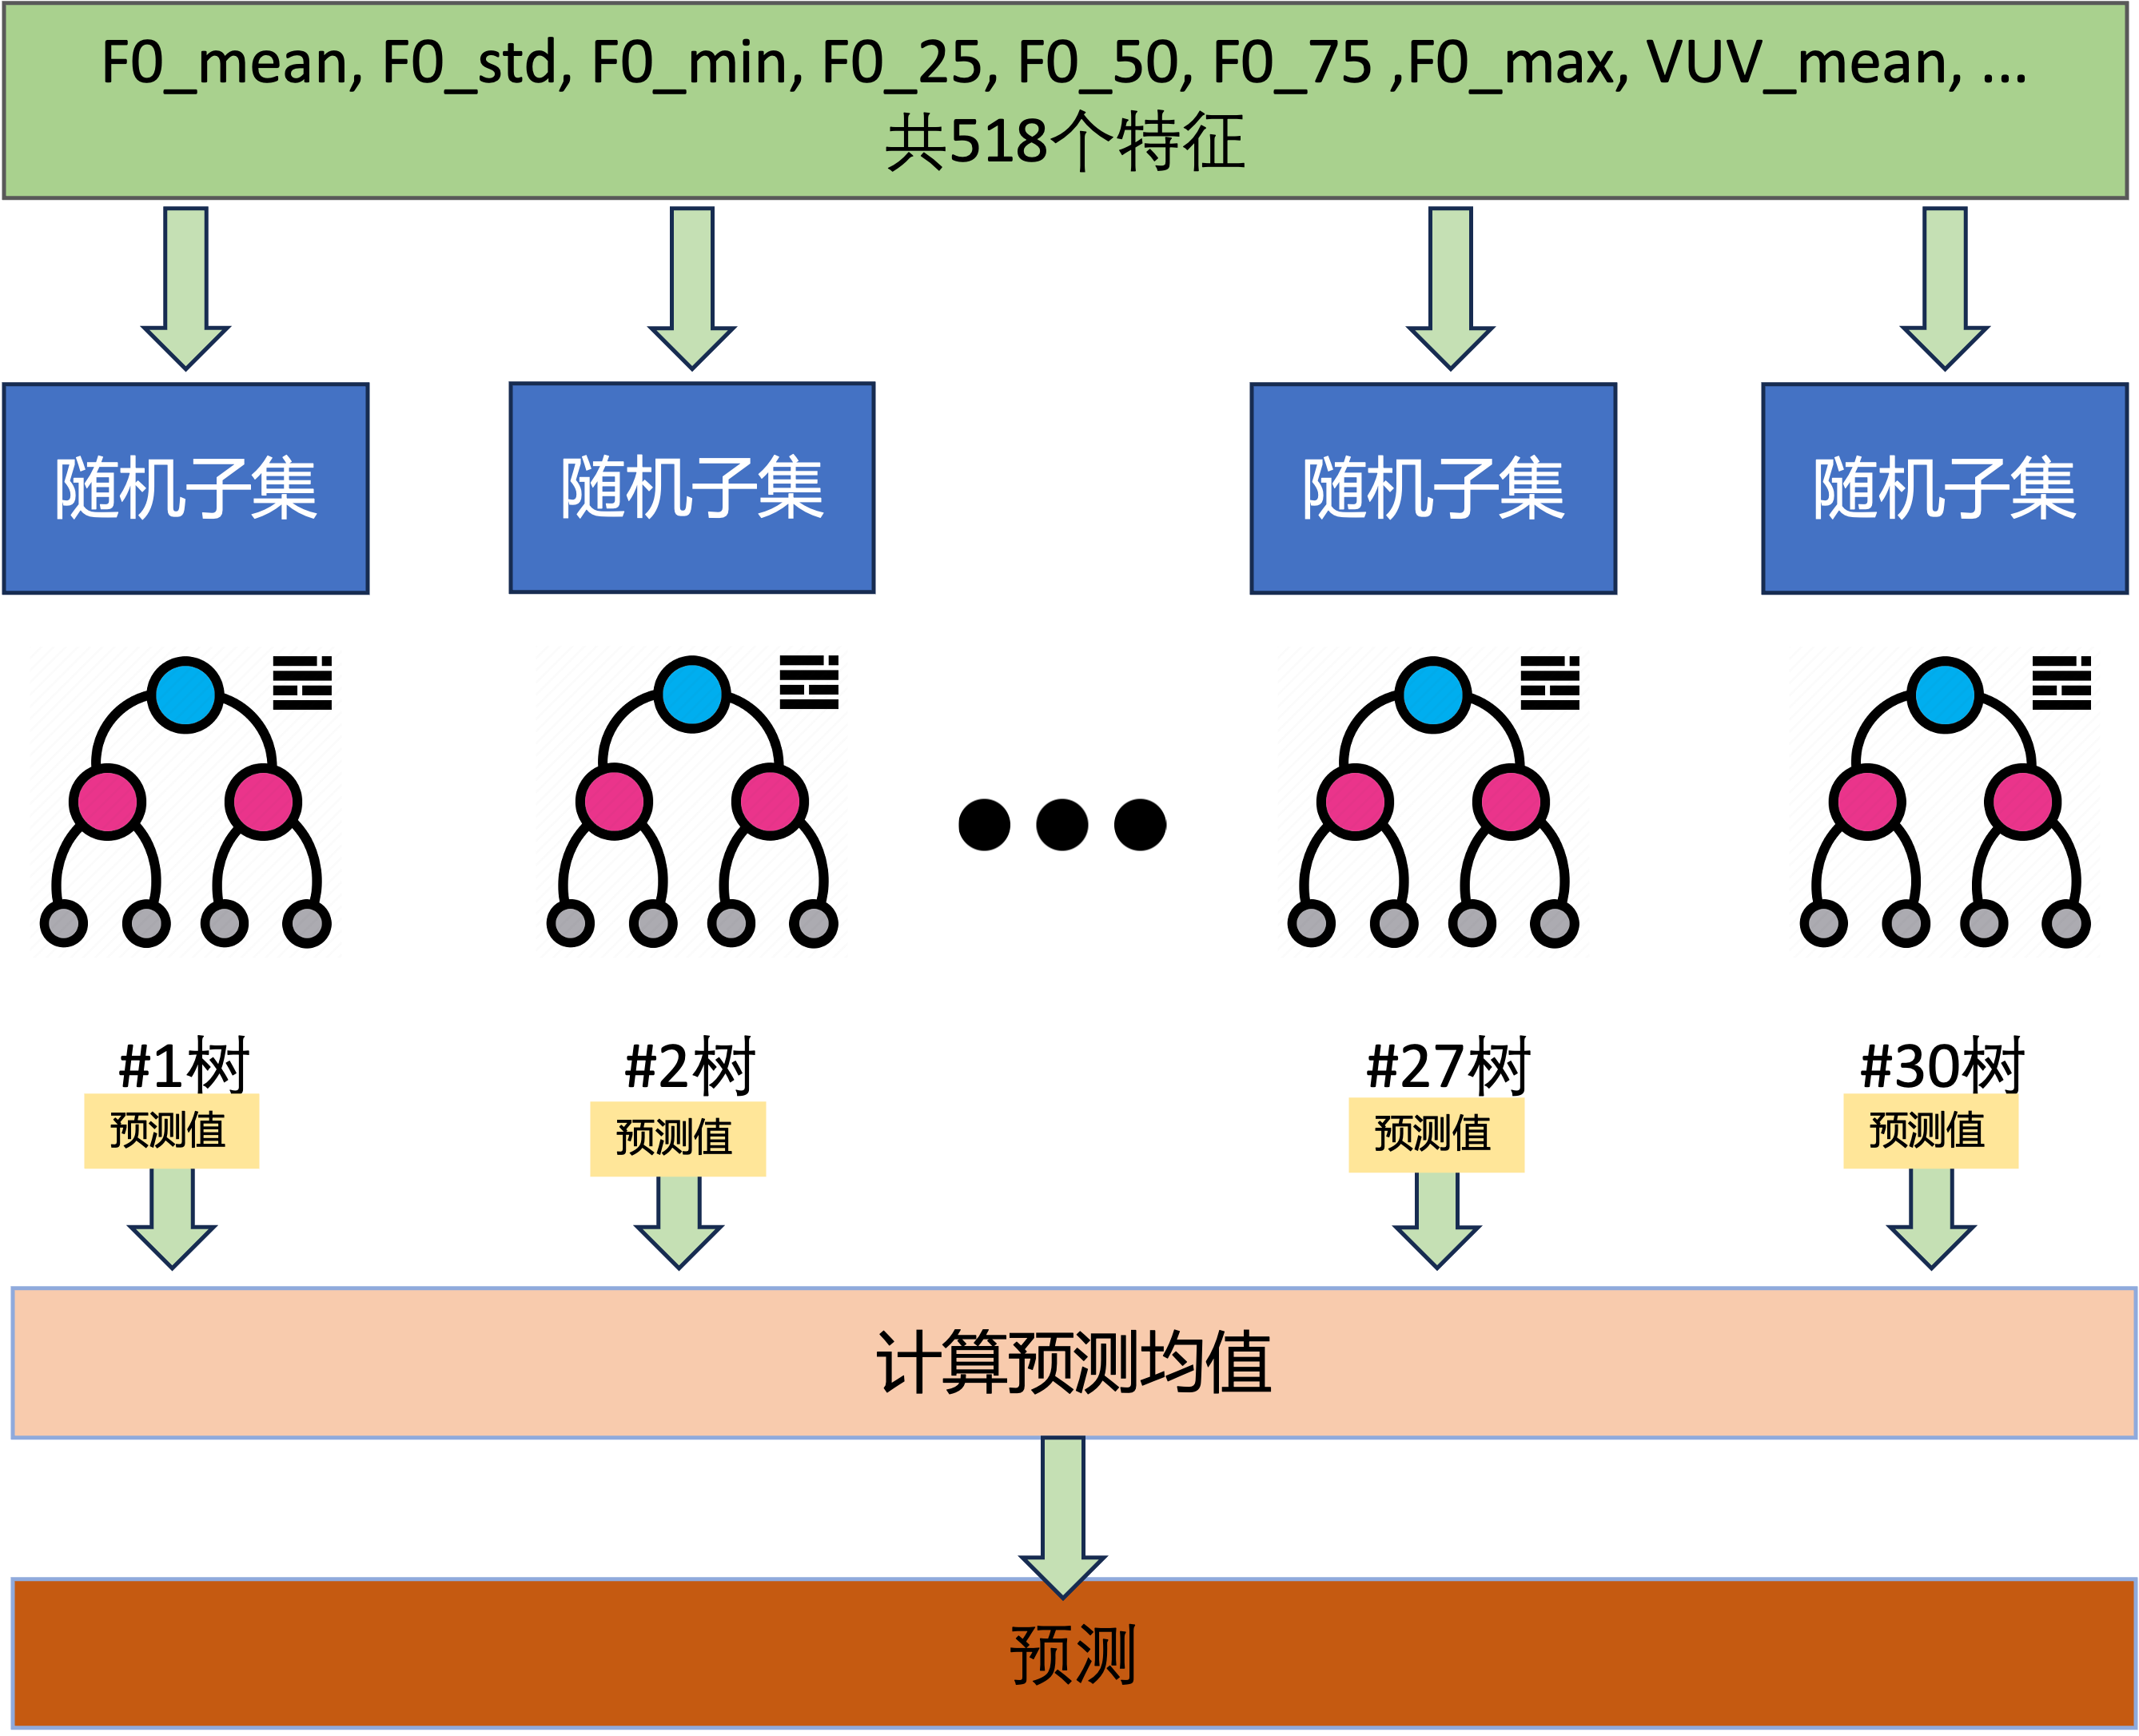 F0_mean, F0_std, F0_min, F0_25, F0_50, F0_75 ,F0_max, VUV_mean, ...
共518个特征
随机子集
随机子集
随机子集
随机子集
#1树
#2树
#27树
#30树
预测值
预测值
预测值
预测值
计算预测均值
预测